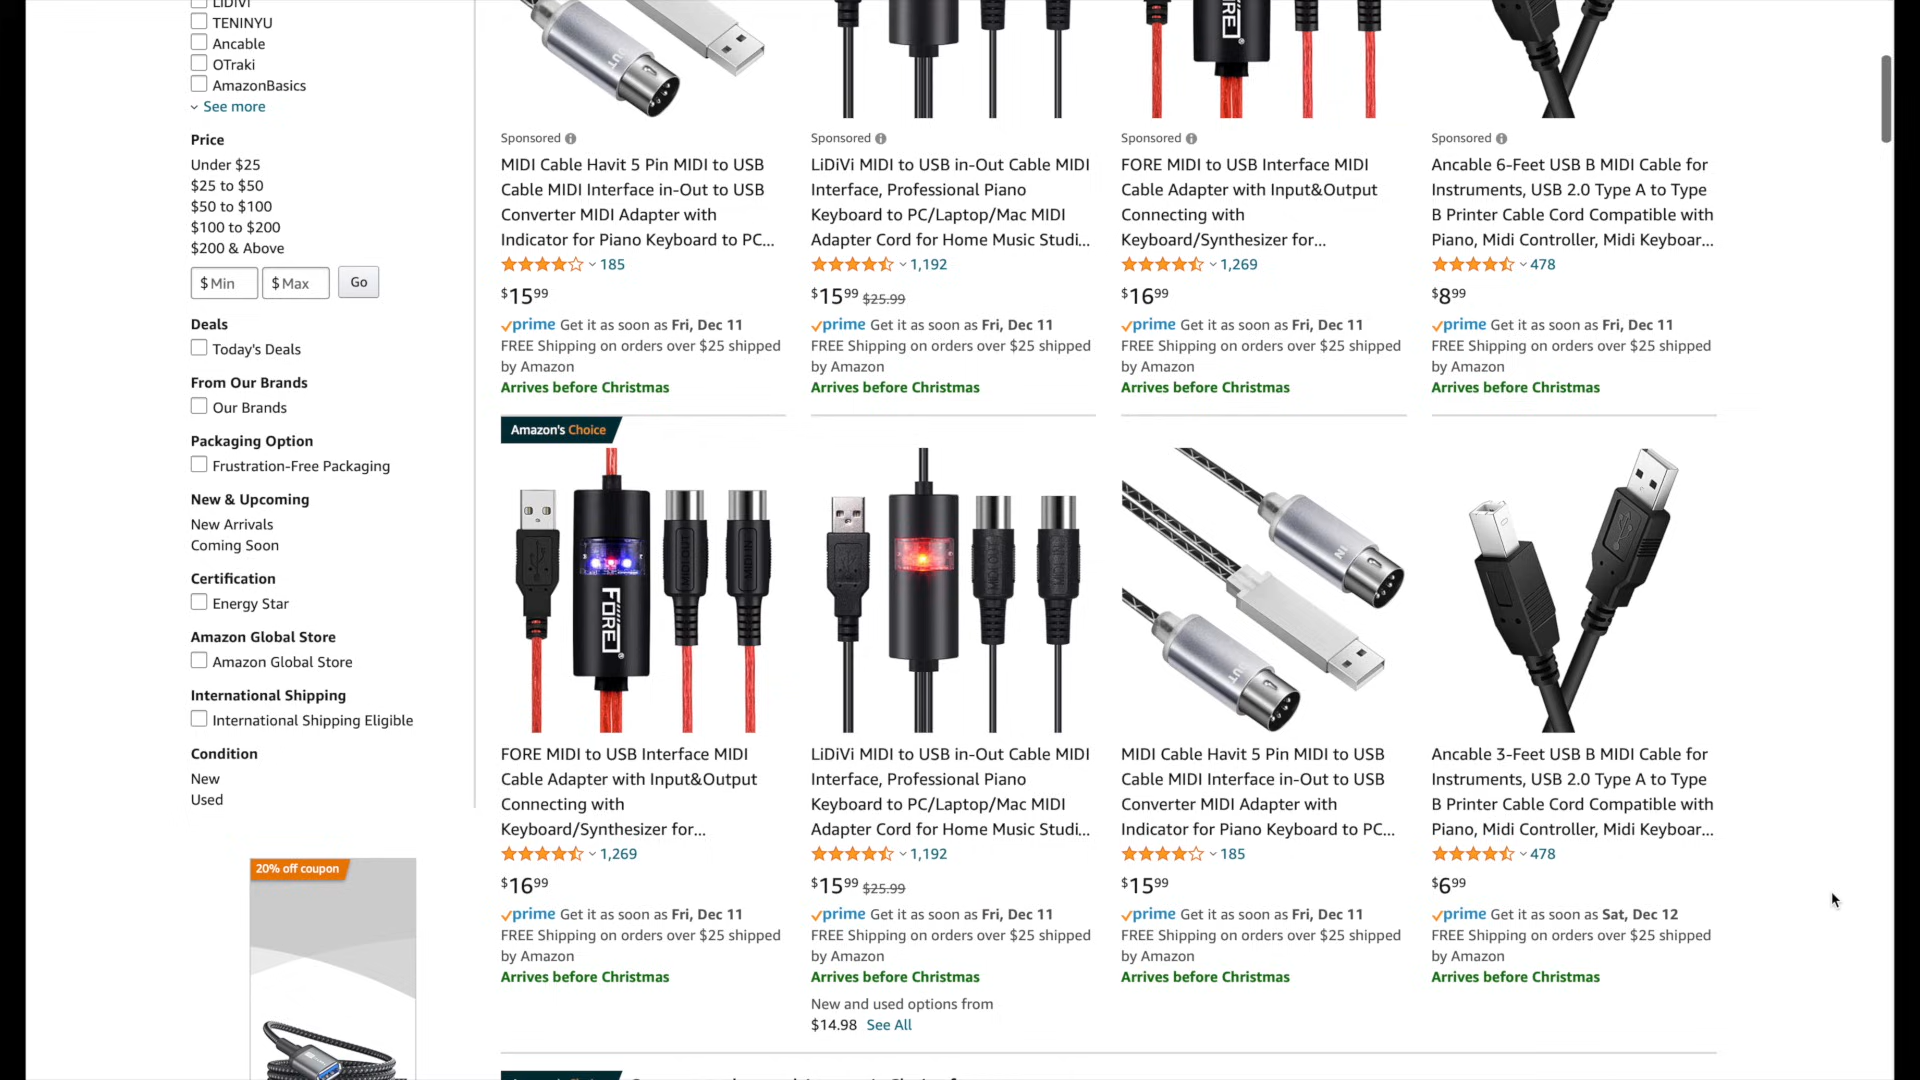 LiDiVi
TENINYU
Ancable
OTraki
AmazonBasics
See more
Price
Under $25
$25 to $50
$50 to $100
$100 to $200
$200 & Above
$ Min $ Max Go
Deals
Today's Deals
From Our Brands
Our Brands
Packaging Option
Frustration-Free Packaging
New & Upcoming
New Arrivals
Coming Soon
Certification
Energy Star
Amazon Global Store
Amazon Global Store
International Shipping
International Shipping Eligible
Condition
New
Used
20% off coupon
OUT
FORE
Sponsored
MIDI Cable Havit 5 Pin MIDI to USB
Cable MIDI Interface in-Out to USB
Converter MIDI Adapter with
Indicator for Piano Keyboard to PC...
185
$15 99
prime Get it as soon as Fri, Dec 11
FREE Shipping on orders over $25 shipped
by Amazon
Arrives before Christmas
Sponsored
LiDiVi MIDI to USB in-Out Cable MIDI
Interface, Professional Piano
Keyboard to PC/Laptop/Mac MIDI
Adapter Cord for Home Music Studi...
1,192
$15 99 $25.99
prime Get it as soon as Fri, Dec 11
FREE Shipping on orders over $25 shipped
by Amazon
Arrives before Christmas
Sponsored
FORE MIDI to USB Interface MIDI
Cable Adapter with Input&Output
Connecting with
Keyboard/Synthesizer for...
1,269
$16 99
prime Get it as soon as Fri, Dec 11
FREE Shipping on orders over $25 shipped
by Amazon
Arrives before Christmas
Sponsored
Ancable 6-Feet USB B MIDI Cable for
Instruments, USB 2.0 Type A to Type
B Printer Cable Cord Compatible with
Piano, Midi Controller, Midi Keyboar...
478
$8 99
prime Get it as soon as Fri, Dec 11
FREE Shipping on orders over $25 shipped
by Amazon
Arrives before Christmas
Amazon's Choice
FORE
MIDI OUT
MIDI IN
FORE MIDI to USB Interface MIDI
Cable Adapter with Input&Output
Connecting with
Keyboard/Synthesizer for...
1,269
$16 99
prime Get it as soon as Fri, Dec 11
FREE Shipping on orders over $25 shipped
by Amazon
Arrives before Christmas
MIDI OUT
MIDI IN
LiDiVi MIDI to USB in-Out Cable MIDI
Interface, Professional Piano
Keyboard to PC/Laptop/Mac MIDI
Adapter Cord for Home Music Studi...
1,192
$15 99 $25.99
prime Get it as soon as Fri, Dec 11
FREE Shipping on orders over $25 shipped
by Amazon
Arrives before Christmas
New and used options from
$14.98 See All
IN
OUT
MIDI Cable Havit 5 Pin MIDI to USB
Cable MIDI Interface in-Out to USB
Converter MIDI Adapter with
Indicator for Piano Keyboard to PC...
185
$15 99
prime Get it as soon as Fri, Dec 11
FREE Shipping on orders over $25 shipped
by Amazon
Arrives before Christmas
Ancable 3-Feet USB B MIDI Cable for
Instruments, USB 2.0 Type A to Type
B Printer Cable Cord Compatible with
Piano, Midi Controller, Midi Keyboar...
478
$6 99
prime Get it as soon as Sat, Dec 12
FREE Shipping on orders over $25 shipped
by Amazon
Arrives before Christmas